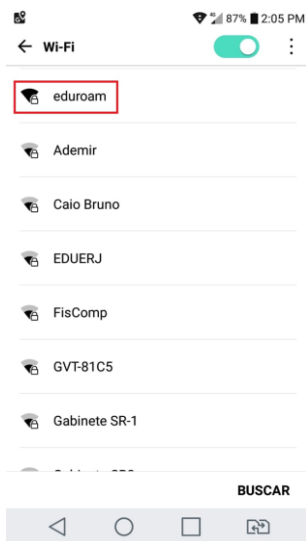 87% 2:05 PM
Wi-Fi
eduroam
Ademir
Caio Bruno
EDUERJ
FisComp
GVT-81C5
Gabinete SR-1
BUSCAR